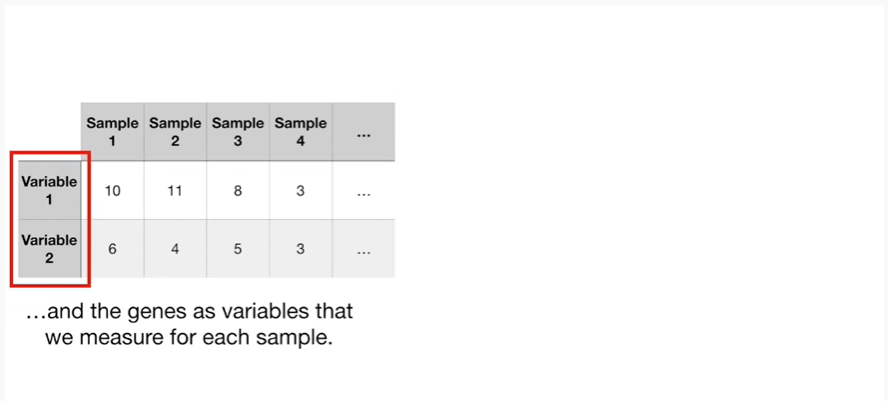 Sample Sample Sample Sample
1 2 3 4 ...
Variable
1
10 11 8 3 ...
Variable
2
6 4 5 3 ...
...and the genes as variables that
we measure for each sample.